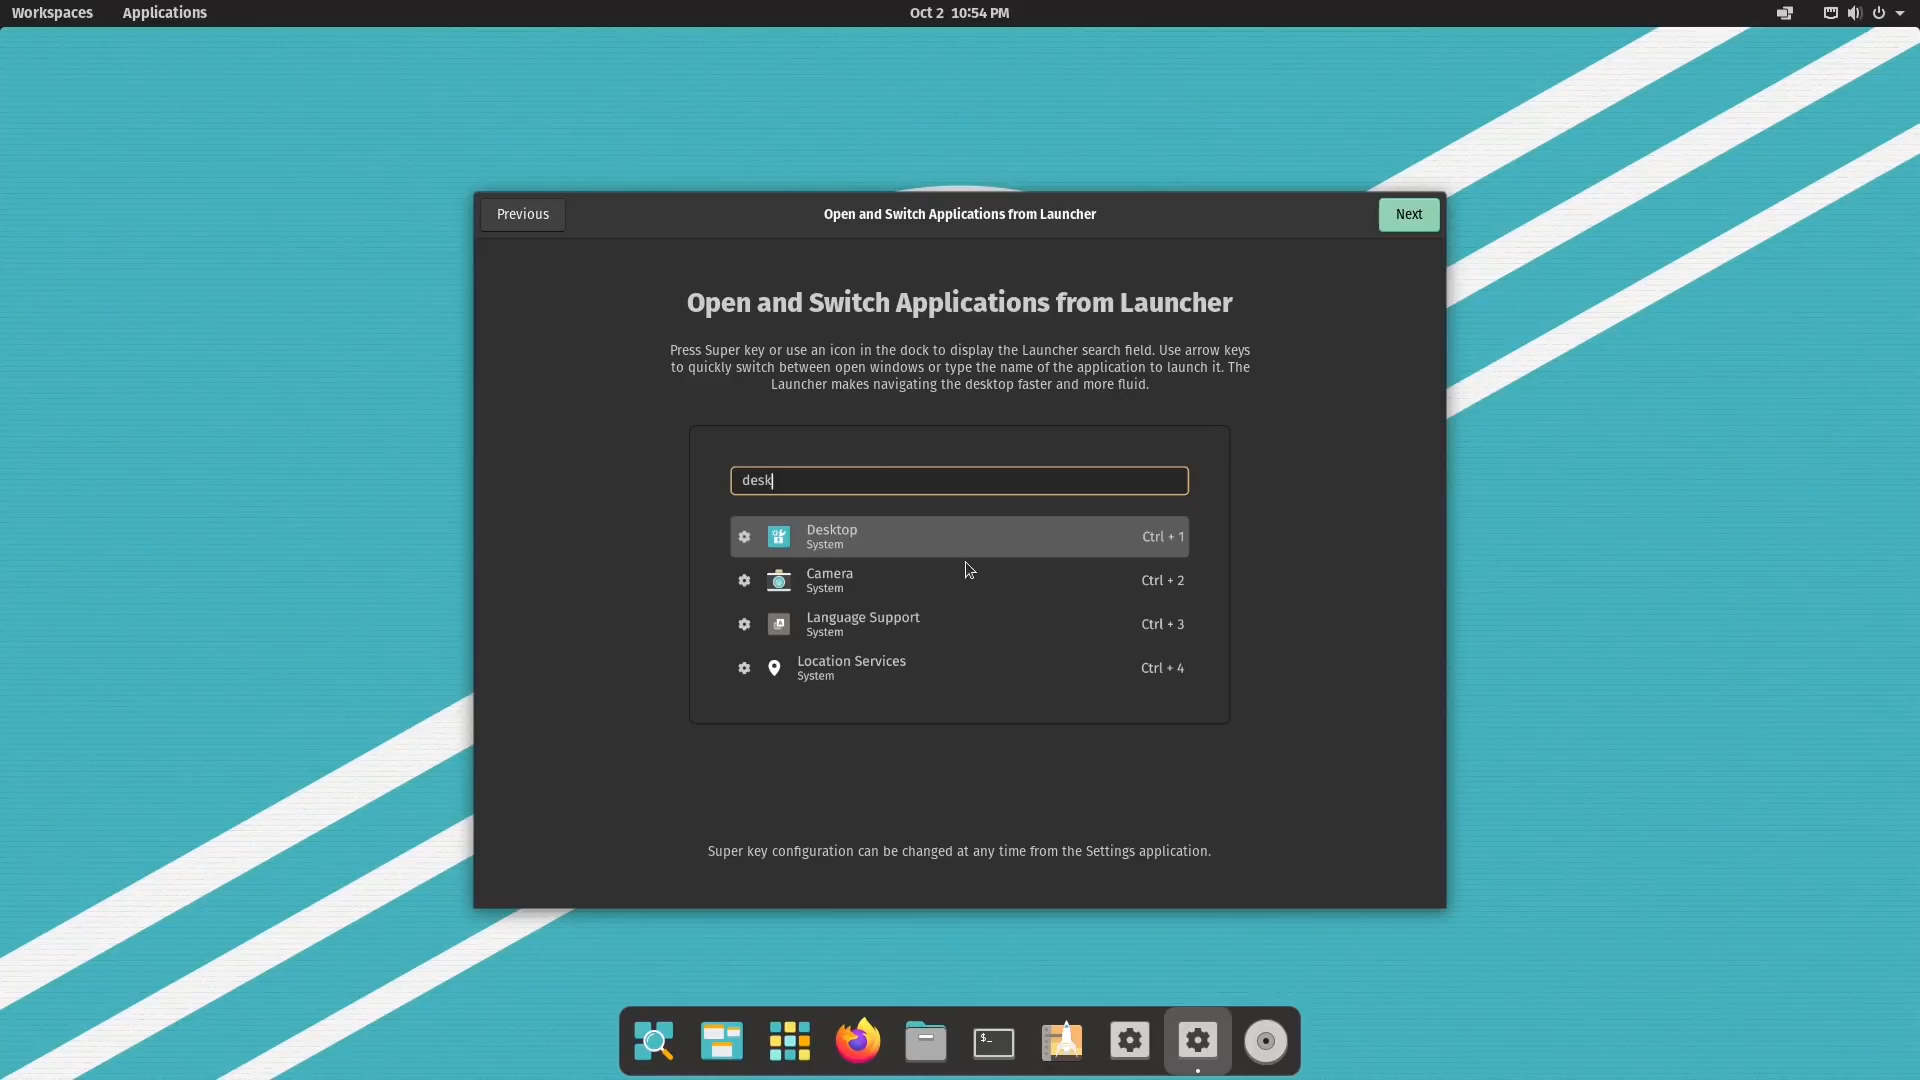 Workspaces Applications Oct 2 10:54 PM
Previous Open and Switch Applications from Launcher Next
Open and Switch Applications from Launcher
Press Super key or use an icon in the dock to display the Launcher search field. Use arrow keys
to quickly switch between open windows or type the name of the application to launch it. The
Launcher makes navigating the desktop faster and more fluid.
desk
Desktop
System
Ctrl + 1
Camera
System
Ctrl + 2
Language Support
System
Ctrl + 3
Location Services
System
Ctrl + 4
Super key configuration can be changed at any time from the Settings application.
$_